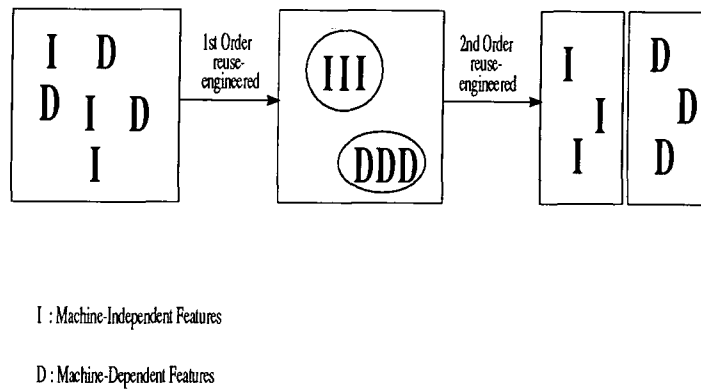 I D
D I D
I
1st Order
reuse-
engineered
III
DDD
2nd Order
reuse-
engineered
I
I
I
D
D
D
I : Machine-Independent Features
D : Machine-Dependent Features